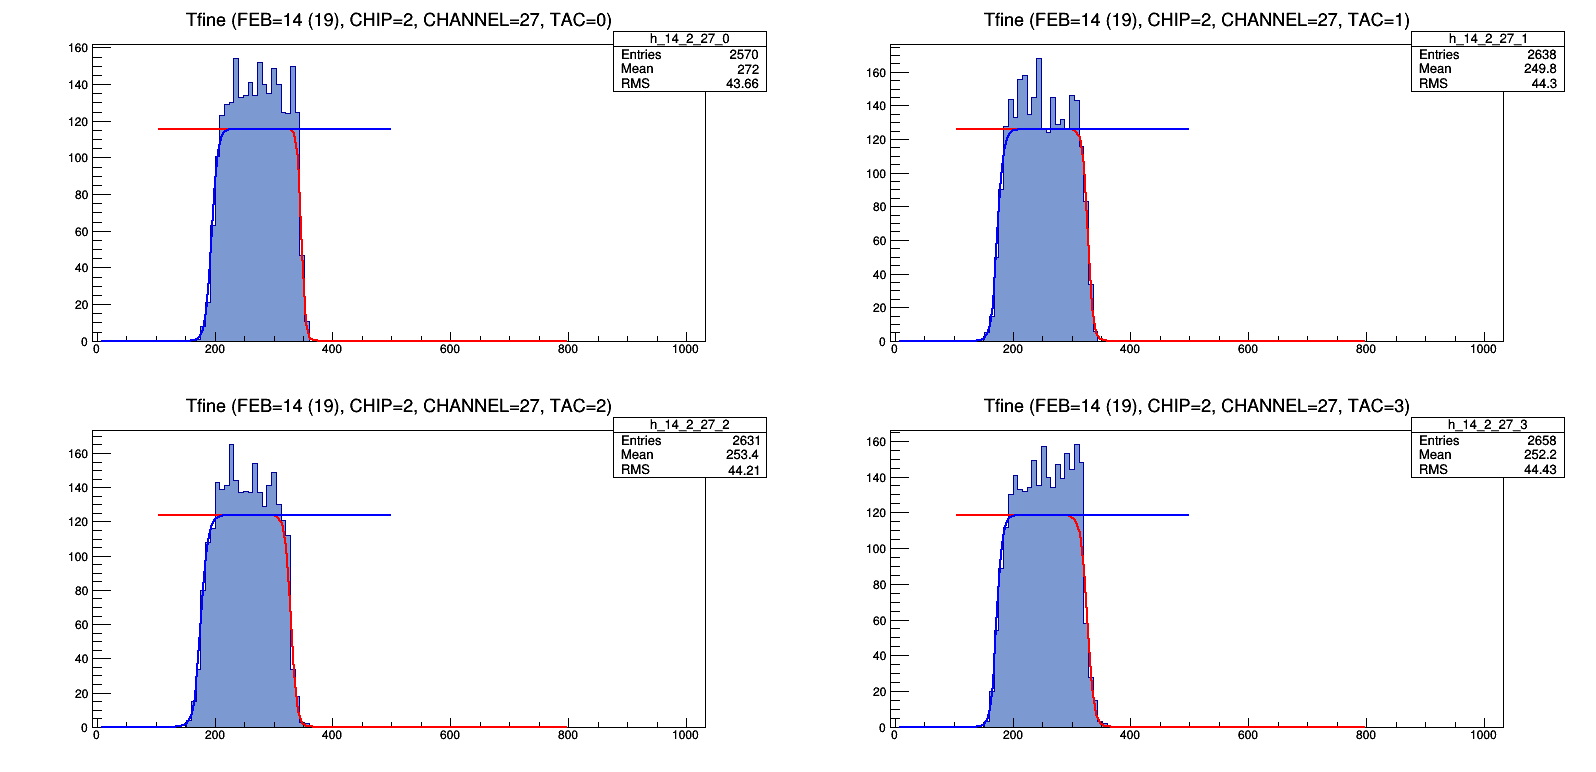 Tfine (FEB=14 (19), CHIP=2, CHANNEL=27, TAC=0)
h_14_2_27_0
Entries 2570
Mean 272
RMS 43.66
160
140
120
100
80
60
40
20
0
0 200 400 600 800 1000
Tfine (FEB=14 (19), CHIP=2, CHANNEL=27, TAC=1)
h_14_2_27_1
Entries 2638
Mean 249.8
RMS 44.3
160
140
120
100
80
60
40
20
0
0 200 400 600 800 1000
Tfine (FEB=14 (19), CHIP=2, CHANNEL=27, TAC=2)
h_14_2_27_2
Entries 2631
Mean 253.4
RMS 44.21
160
140
120
100
80
60
40
20
0
0 200 400 600 800 1000
Tfine (FEB=14 (19), CHIP=2, CHANNEL=27, TAC=3)
h_14_2_27_3
Entries 2658
Mean 252.2
RMS 44.43
160
140
120
100
80
60
40
20
0
0 200 400 600 800 1000